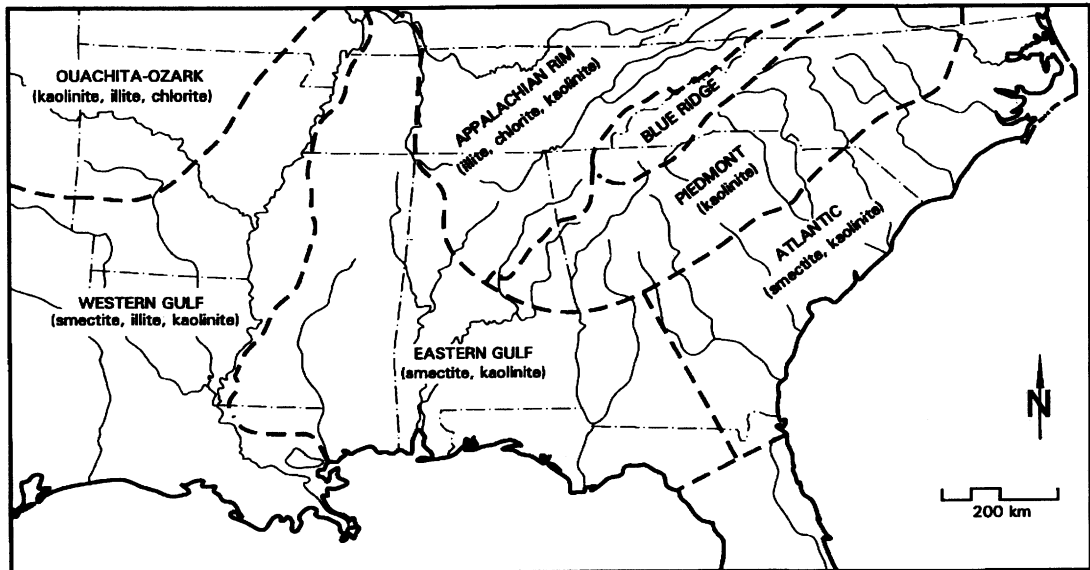 OUACHITA-OZARK
(kaolinite, illite, chlorite)
APPALACHIAN RIM
(illite, chlorite, kaolinite)
BLUE RIDGE
PIEDMONT
(kaolinite)
ATLANTIC
(smectite, kaolinite)
WESTERN GULF
(smectite, illite, kaolinite)
EASTERN GULF
(smectite, kaolinite)
N
200 km